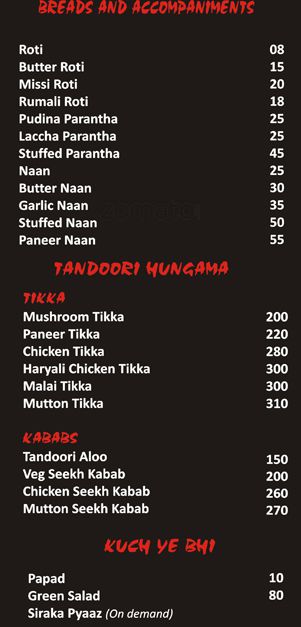 BREADS AND ACCOMPANIMENTS
Roti 08
Butter Roti 15
Missi Roti 20
Rumali Roti 18
Pudina Parantha 25
Laccha Parantha 25
Stuffed Parantha 45
Naan 25
Butter Naan 30
Garlic Naan 35
zomato
Stuffed Naan 50
Paneer Naan 55
TANDOORI HUNGAMA
TIKKA
Mushroom Tikka 200
Paneer Tikka 220
Chicken Tikka 280
Haryali Chicken Tikka 300
Malai Tikka 300
Mutton Tikka 310
KABABS
Tandoori Aloo 150
Veg Seekh Kabab 200
Chicken Seekh Kabab 260
Mutton Seekh Kabab 270
KUCH YE BHI
Papad 10
Green Salad 80
Siraka Pyaaz (On demand)